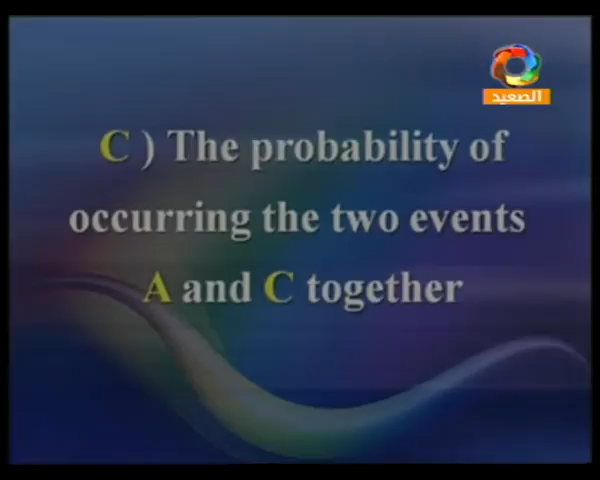 الصعيد
C ) The probability of
occurring the two events
A and C together